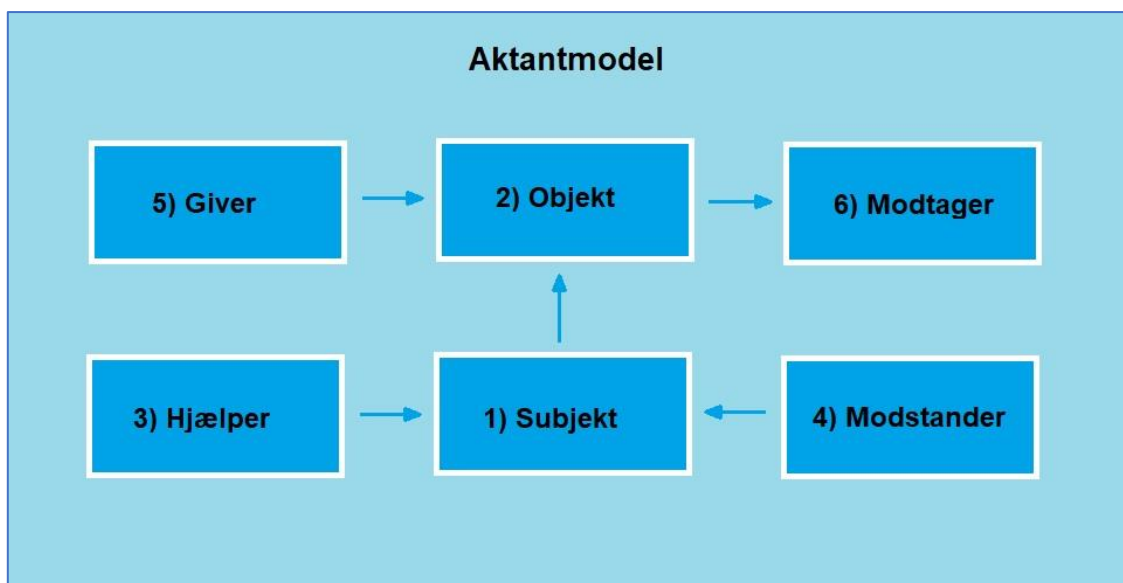 Aktantmodel
5) Giver
2) Objekt
6) Modtager
3) Hjælper
1) Subjekt
4) Modstander